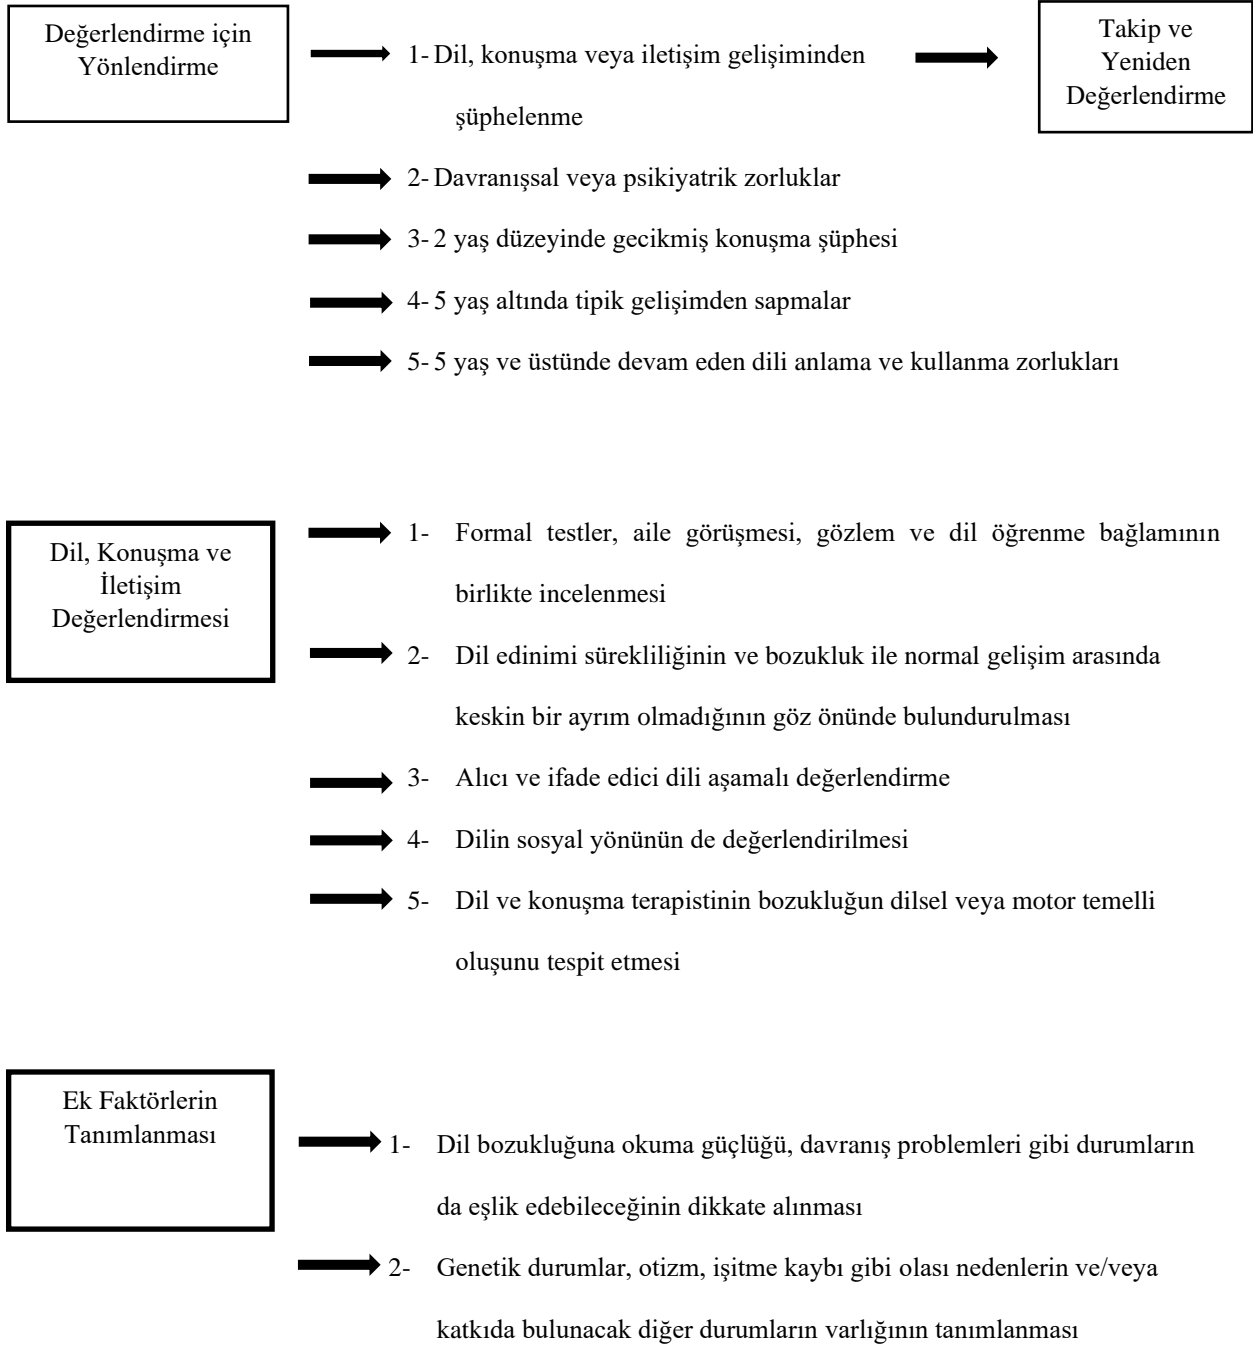 Değerlendirme için
Yönlendirme
1- Dil, konuşma veya iletişim gelişiminden
şüphelenme
Takip ve
Yeniden
Değerlendirme
2- Davranışsal veya psikiyatrik zorluklar
3- 2 yaş düzeyinde gecikmiş konuşma şüphesi
4- 5 yaş altında tipik gelişimden sapmalar
5- 5 yaş ve üstünde devam eden dili anlama ve kullanma zorlukları
Dil, Konuşma ve
İletişim
Değerlendirmesi
1- Formal testler, aile görüşmesi, gözlem ve dil öğrenme bağlamının
birlikte incelenmesi
2- Dil edinimi sürekliliğinin ve bozukluk ile normal gelişim arasında
keskin bir ayrım olmadığının göz önünde bulundurulması
3- Alıcı ve ifade edici dili aşamalı değerlendirme
4- Dilin sosyal yönünün de değerlendirilmesi
5- Dil ve konuşma terapistinin bozukluğun dilsel veya motor temelli
oluşunu tespit etmesi
Ek Faktörlerin
Tanımlanması
1- Dil bozukluğuna okuma güçlüğü, davranış problemleri gibi durumların
da eşlik edebileceğinin dikkate alınması
2- Genetik durumlar, otizm, işitme kaybı gibi olası nedenlerin ve/veya
katkıda bulunacak diğer durumların varlığının tanımlanması